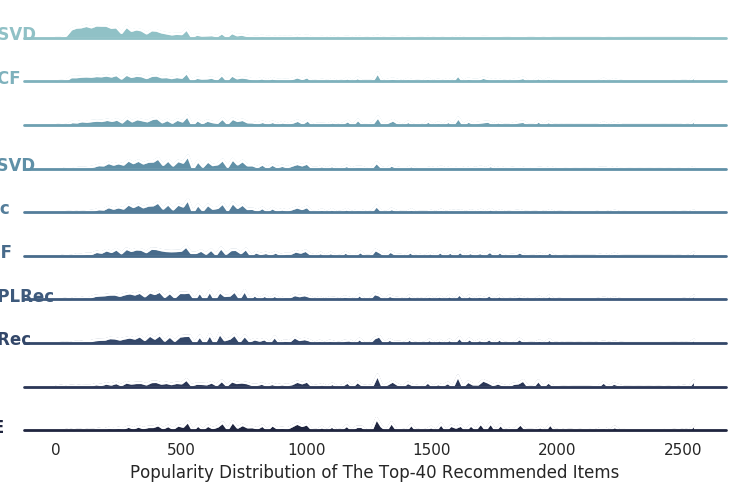 SVD
CF
SVD
c
F
PLRec
Rec
E
0 500 1000 1500 2000 2500
Popularity Distribution of The Top-40 Recommended Items